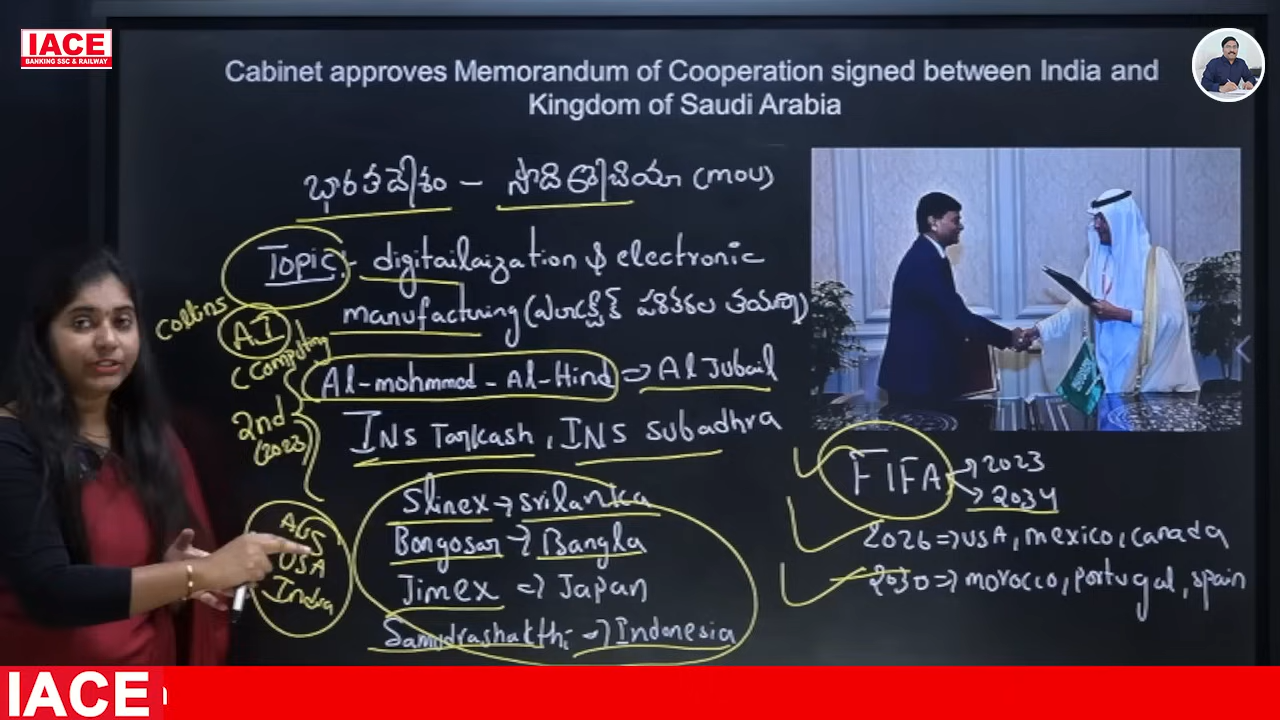 IACE
BANKING SSC & RAILWAY
Cabinet approves Memorandum of Cooperation signed between India and
Kingdom of Saudi Arabia
భారతదేశం - సౌదీ అరేబియా (MOU)
Topic:- digitailaization & electronic
manufacturing (ఎలక్ట్రానిక్ పరికరాల తయారీ)
Collins
A.I
(Computing
Al-mohmmad-Al-Hind => Al Jubail
2nd
(2023)
INS Tarkash, INS Subadhra
Slinex -> Srilanka
Bongosar -> Bangla
Jimex => Japan
Samudrashakthi -> Indonesia
AUS
USA
India
FIFA
2023
2034
2026 => USA, mexico, canada
2030 => morocco, portugal, spain
IACE